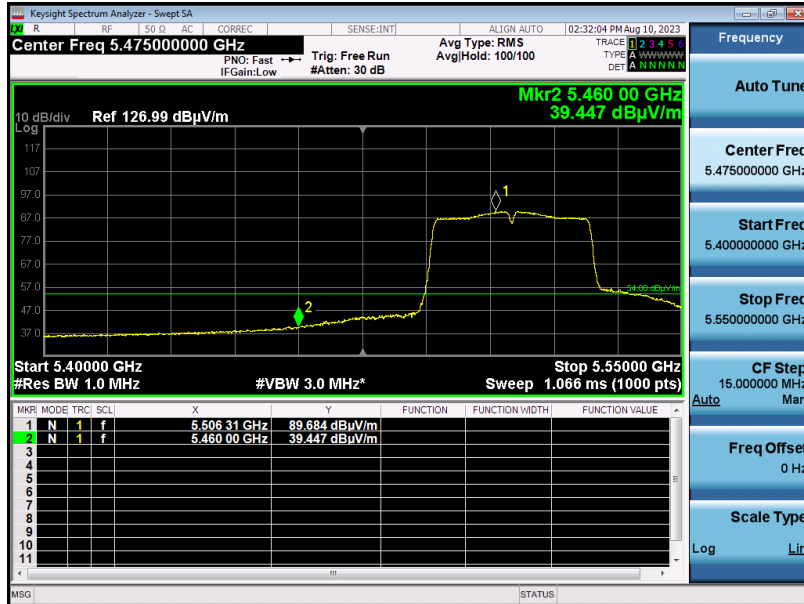 Keysight Spectrum Analyzer - Swept SA
LXI R RF 50 Ω AC CORREC SENSE:INT ALIGN AUTO 02:32:04 PM Aug 10, 2023
Center Freq 5.475000000 GHz
PNO: Fast
IFGain:Low
Trig: Free Run
#Atten: 30 dB
Avg Type: RMS
Avg|Hold: 100/100
TRACE 1 2 3 4 5 6
TYPE A WWWWW
DET A N N N N N
Mkr2 5.460 00 GHz
39.447 dBµV/m
10 dB/div Ref 126.99 dBµV/m
Log
117
107
97.0
87.0
77.0
67.0
57.0
47.0
37.0
1
2
54.00 dBµV/m
Start 5.40000 GHz Stop 5.55000 GHz
#Res BW 1.0 MHz #VBW 3.0 MHz* Sweep 1.066 ms (1000 pts)
MKR MODE TRC SCL X Y FUNCTION FUNCTION WIDTH FUNCTION VALUE
1 N 1 f 5.506 31 GHz 89.684 dBµV/m
2 N 1 f 5.460 00 GHz 39.447 dBµV/m
3
4
5
6
7
8
9
10
11
MSG STATUS
Frequency
Auto Tune
Center Freq
5.475000000 GHz
Start Freq
5.400000000 GHz
Stop Freq
5.550000000 GHz
CF Step
15.000000 MHz
Auto Man
Freq Offset
0 Hz
Scale Type
Log Lin